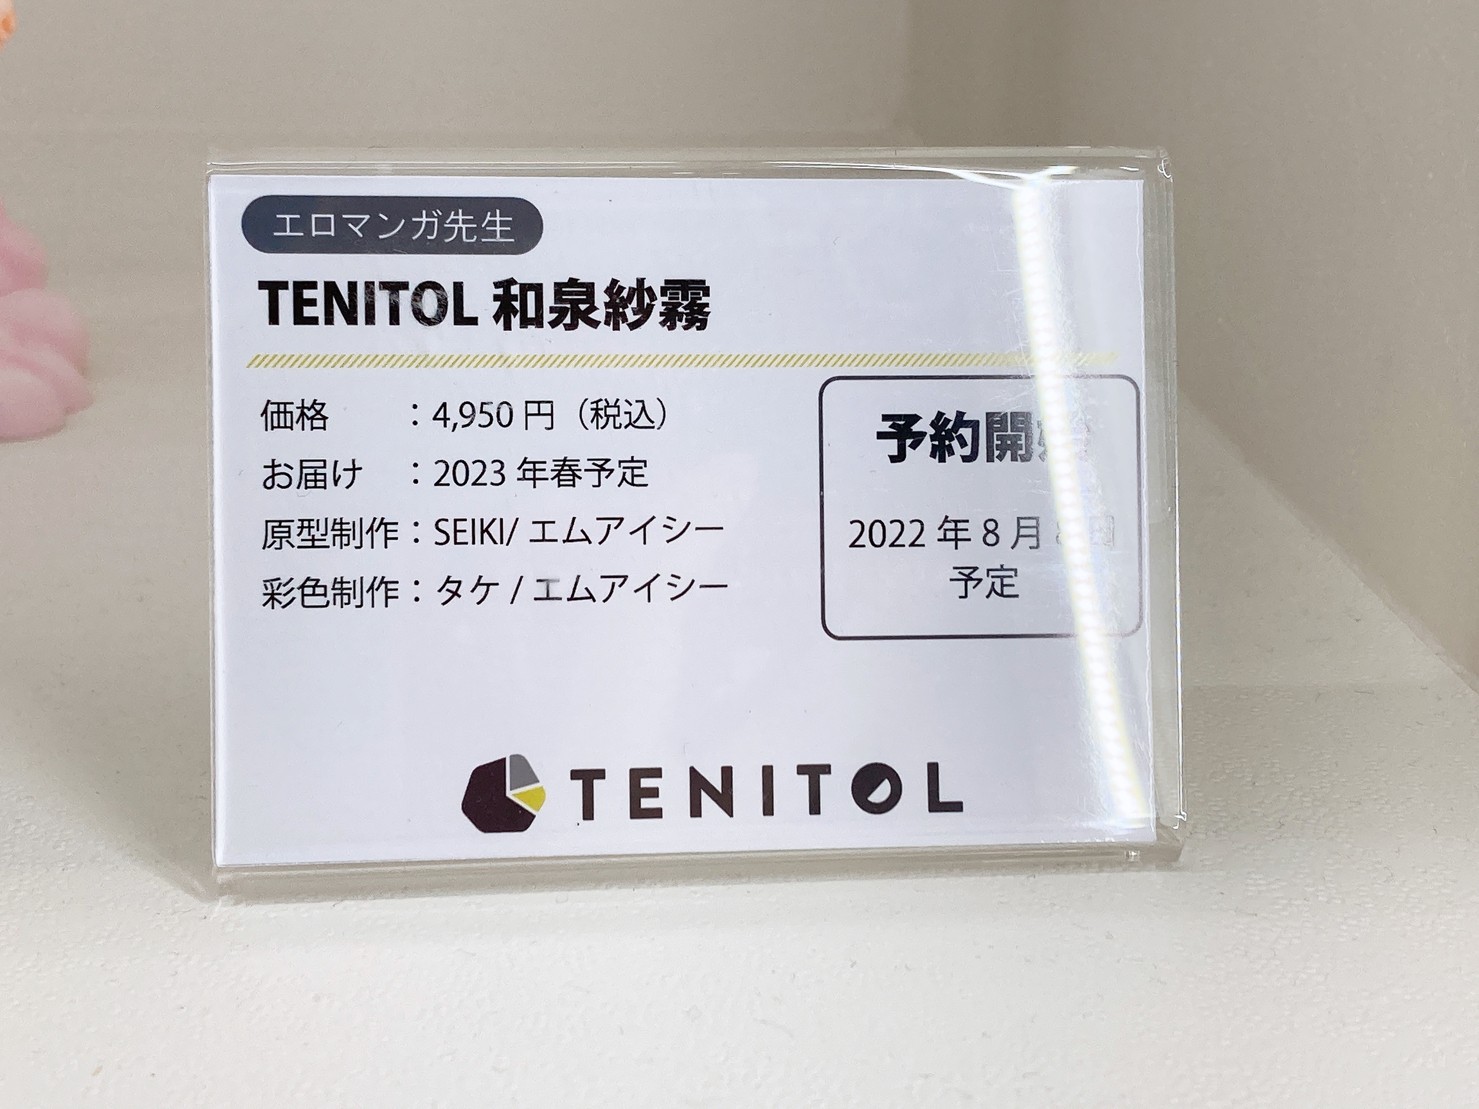 エロマンガ先生
TENITOL 和泉紗霧
価格 :4,950 円（税込）
お届け :2023 年春予定
原型制作:SEIKI/ エムアイシー
彩色制作:タケ / エムアイシー
予約開始
2022 年 8 月
予定
TENITOL